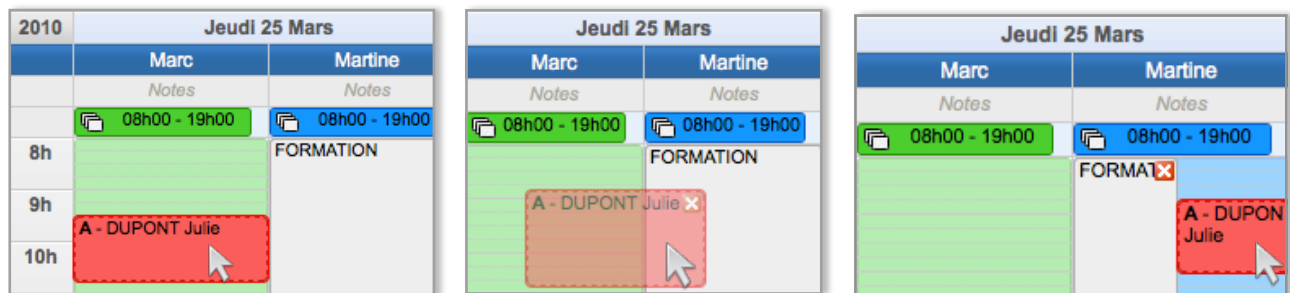 2010 Jeudi 25 Mars
Marc Martine
Notes Notes
08h00 - 19h00 08h00 - 19h00
8h FORMATION
9h
A - DUPONT Julie
10h
Jeudi 25 Mars
Marc Martine
Notes Notes
08h00 - 19h00 08h00 - 19h00
FORMATION
A - DUPONT Julie
Jeudi 25 Mars
Marc Martine
Notes Notes
08h00 - 19h00 08h00 - 19h00
FORMAT
A - DUPON
Julie